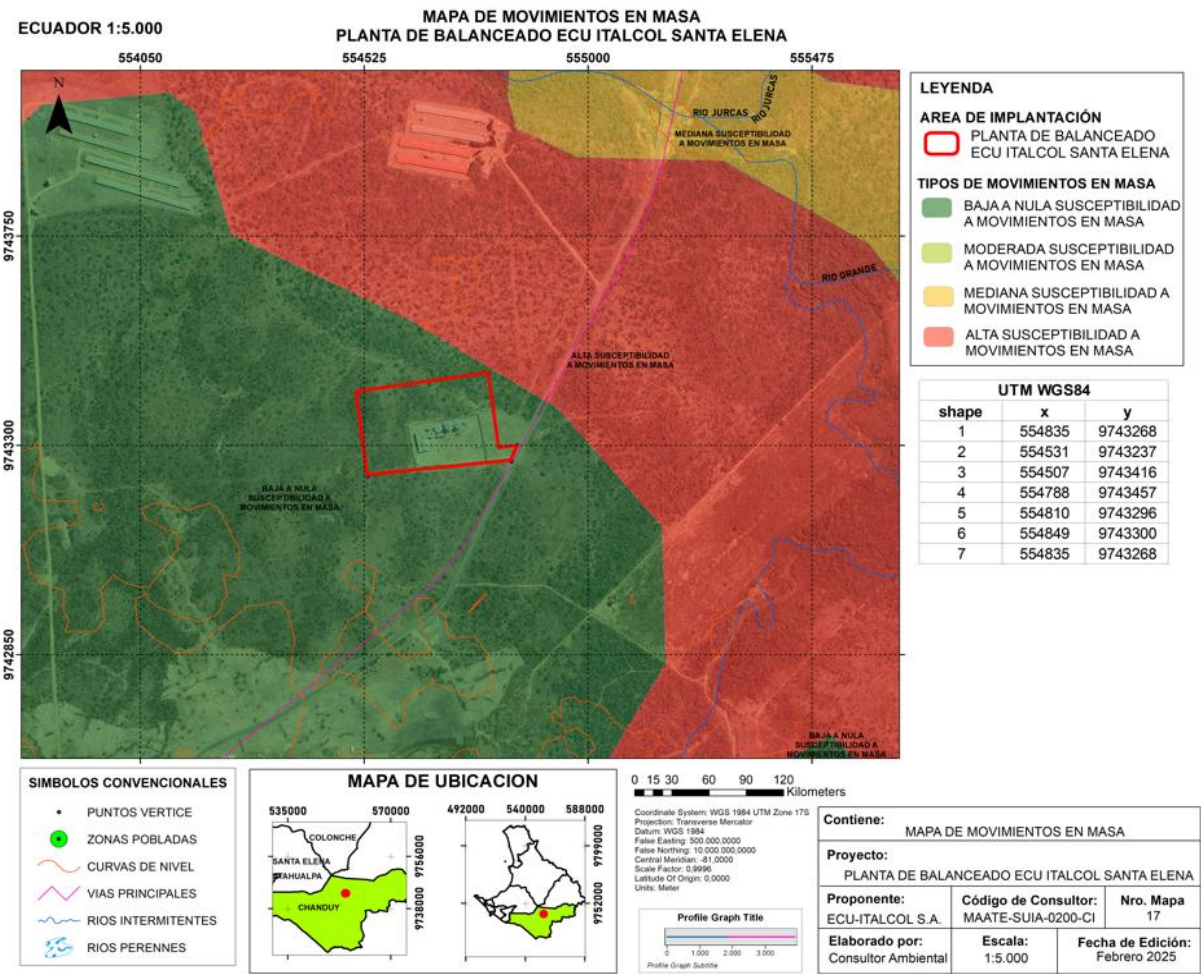 ECUADOR 1:5.000
MAPA DE MOVIMIENTOS EN MASA
PLANTA DE BALANCEADO ECU ITALCOL SANTA ELENA
554050 554525 555000 555475
N
9743750
9743300
9742850
RIO JURCAS
RIO JURCAS
MEDIANA SUSCEPTIBILIDAD
A MOVIMIENTOS EN MASA
RIO GRANDE
ALTA SUSCEPTIBILIDAD
A MOVIMIENTOS EN MASA
BAJA A NULA
SUSCEPTIBILIDAD A
MOVIMIENTOS EN MASA
BAJA A NULA
SUSCEPTIBILIDAD A
MOVIMIENTOS EN MASA
LEYENDA
AREA DE IMPLANTACIÓN
PLANTA DE BALANCEADO
ECU ITALCOL SANTA ELENA
TIPOS DE MOVIMIENTOS EN MASA
BAJA A NULA SUSCEPTIBILIDAD
A MOVIMIENTOS EN MASA
MODERADA SUSCEPTIBILIDAD
A MOVIMIENTOS EN MASA
MEDIANA SUSCEPTIBILIDAD A
MOVIMIENTOS EN MASA
ALTA SUSCEPTIBILIDAD A
MOVIMIENTOS EN MASA
UTM WGS84
shape x y
1 554835 9743268
2 554531 9743237
3 554507 9743416
4 554788 9743457
5 554810 9743296
6 554849 9743300
7 554835 9743268
SIMBOLOS CONVENCIONALES
PUNTOS VERTICE
ZONAS POBLADAS
CURVAS DE NIVEL
VIAS PRINCIPALES
RIOS INTERMITENTES
RIOS PERENNES
MAPA DE UBICACION
535000 570000
COLONCHE
SANTA ELENA
CHANDUY
9756000
9738000
492000 540000 588000
9799000
9752000
0 15 30 60 90 120
Kilometers
Coordinate System: WGS 1984 UTM Zone 17S
Projection: Transverse Mercator
Datum: WGS 1984
False Easting: 500.000,0000
False Northing: 10.000.000,0000
Central Meridian: -81,0000
Scale Factor: 0,9996
Latitude Of Origin: 0,0000
Units: Meter
Profile Graph Title
0 1.000 2.000 3.000
Profile Graph Subtitle
Contiene:
MAPA DE MOVIMIENTOS EN MASA
Proyecto:
PLANTA DE BALANCEADO ECU ITALCOL SANTA ELENA
Proponente: Código de Consultor: Nro. Mapa
ECU-ITALCOL S.A. MAATE-SUIA-0200-CI 17
Elaborado por: Escala: Fecha de Edición:
Consultor Ambiental 1:5.000 Febrero 2025